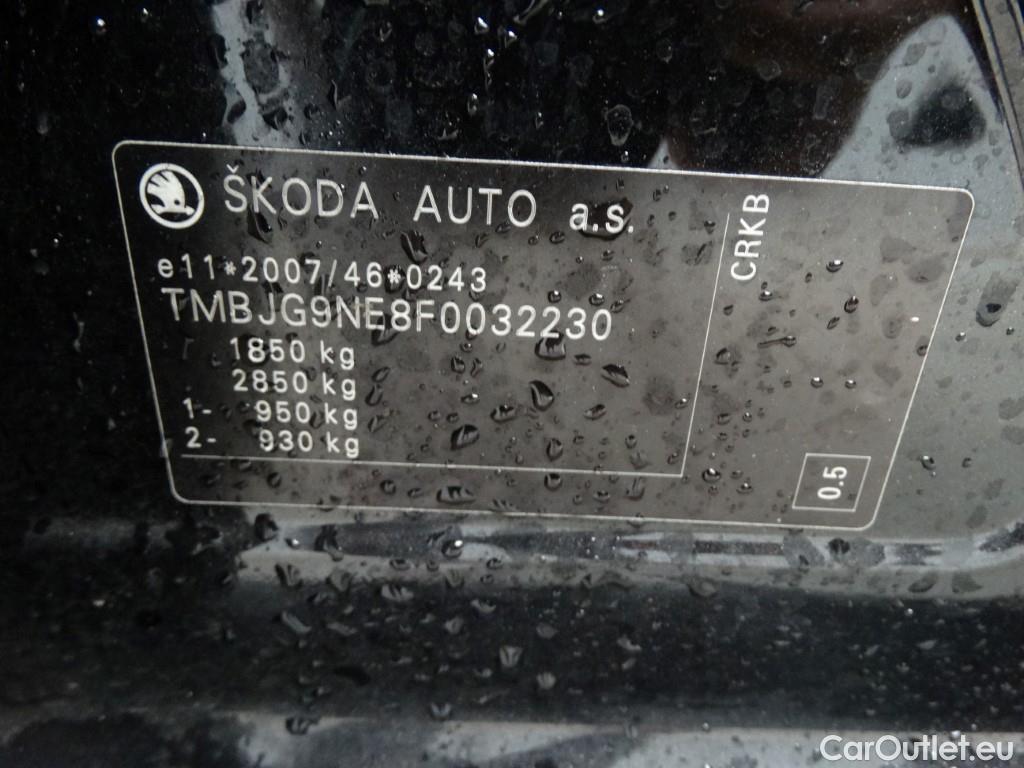 ŠKODA AUTO a.s.
e11*2007/46*0243
TMBJG9NE8F0032230
1850 kg
2850 kg
1- 950 kg
2- 930 kg
CRKB
0.5
CarOutlet.eu